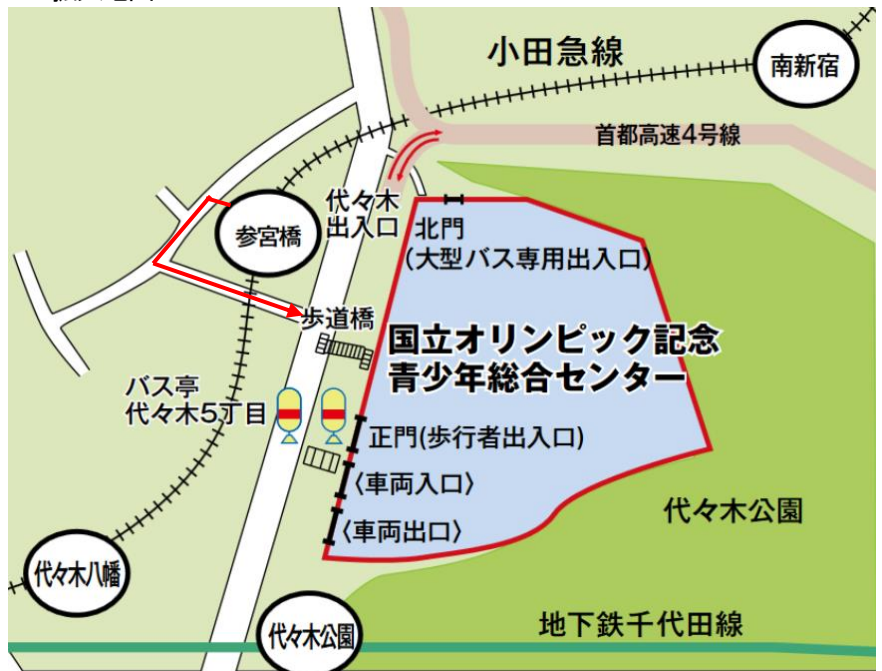 小田急線
南新宿
首都高速4号線
代々木
出入口
参宮橋
北門
(大型バス専用出入口)
歩道橋
国立オリンピック記念
青少年総合センター
バス亭
代々木5丁目
正門(歩行者出入口)
〈車両入口〉
〈車両出口〉
代々木公園
代々木八幡
代々木公園
地下鉄千代田線